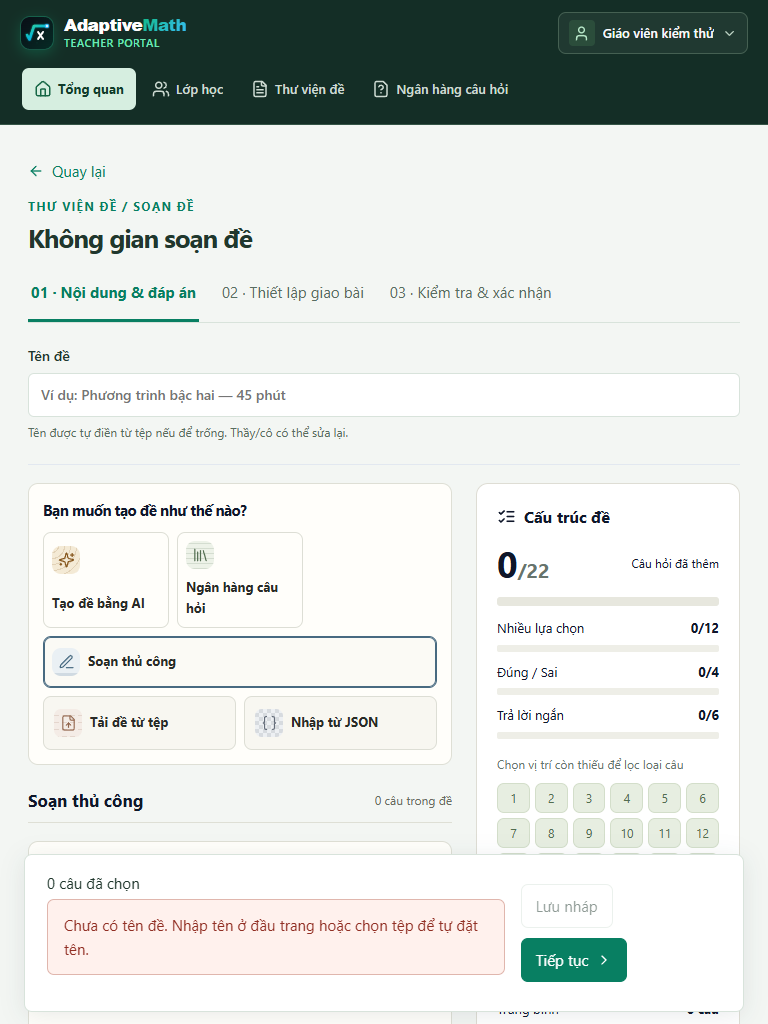 AdaptiveMath
TEACHER PORTAL
Giáo viên kiểm thử
Tổng quan
Lớp học
Thư viện đề
Ngân hàng câu hỏi
Quay lại
THƯ VIỆN ĐỀ / SOẠN ĐỀ
Không gian soạn đề
01 · Nội dung & đáp án
02 · Thiết lập giao bài
03 · Kiểm tra & xác nhận
Tên đề
Ví dụ: Phương trình bậc hai — 45 phút
Tên được tự điền từ tệp nếu để trống. Thầy/cô có thể sửa lại.
Bạn muốn tạo đề như thế nào?
Tạo đề bằng AI
Ngân hàng câu
hỏi
Soạn thủ công
Tải đề từ tệp
Nhập từ JSON
Soạn thủ công
0 câu trong đề
Cấu trúc đề
0/22
Câu hỏi đã thêm
Nhiều lựa chọn 0/12
Đúng / Sai 0/4
Trả lời ngắn 0/6
Chọn vị trí còn thiếu để lọc loại câu
1 2 3 4 5 6
7 8 9 10 11 12
0 câu đã chọn
Chưa có tên đề. Nhập tên ở đầu trang hoặc chọn tệp để tự đặt
tên.
Lưu nháp
Tiếp tục